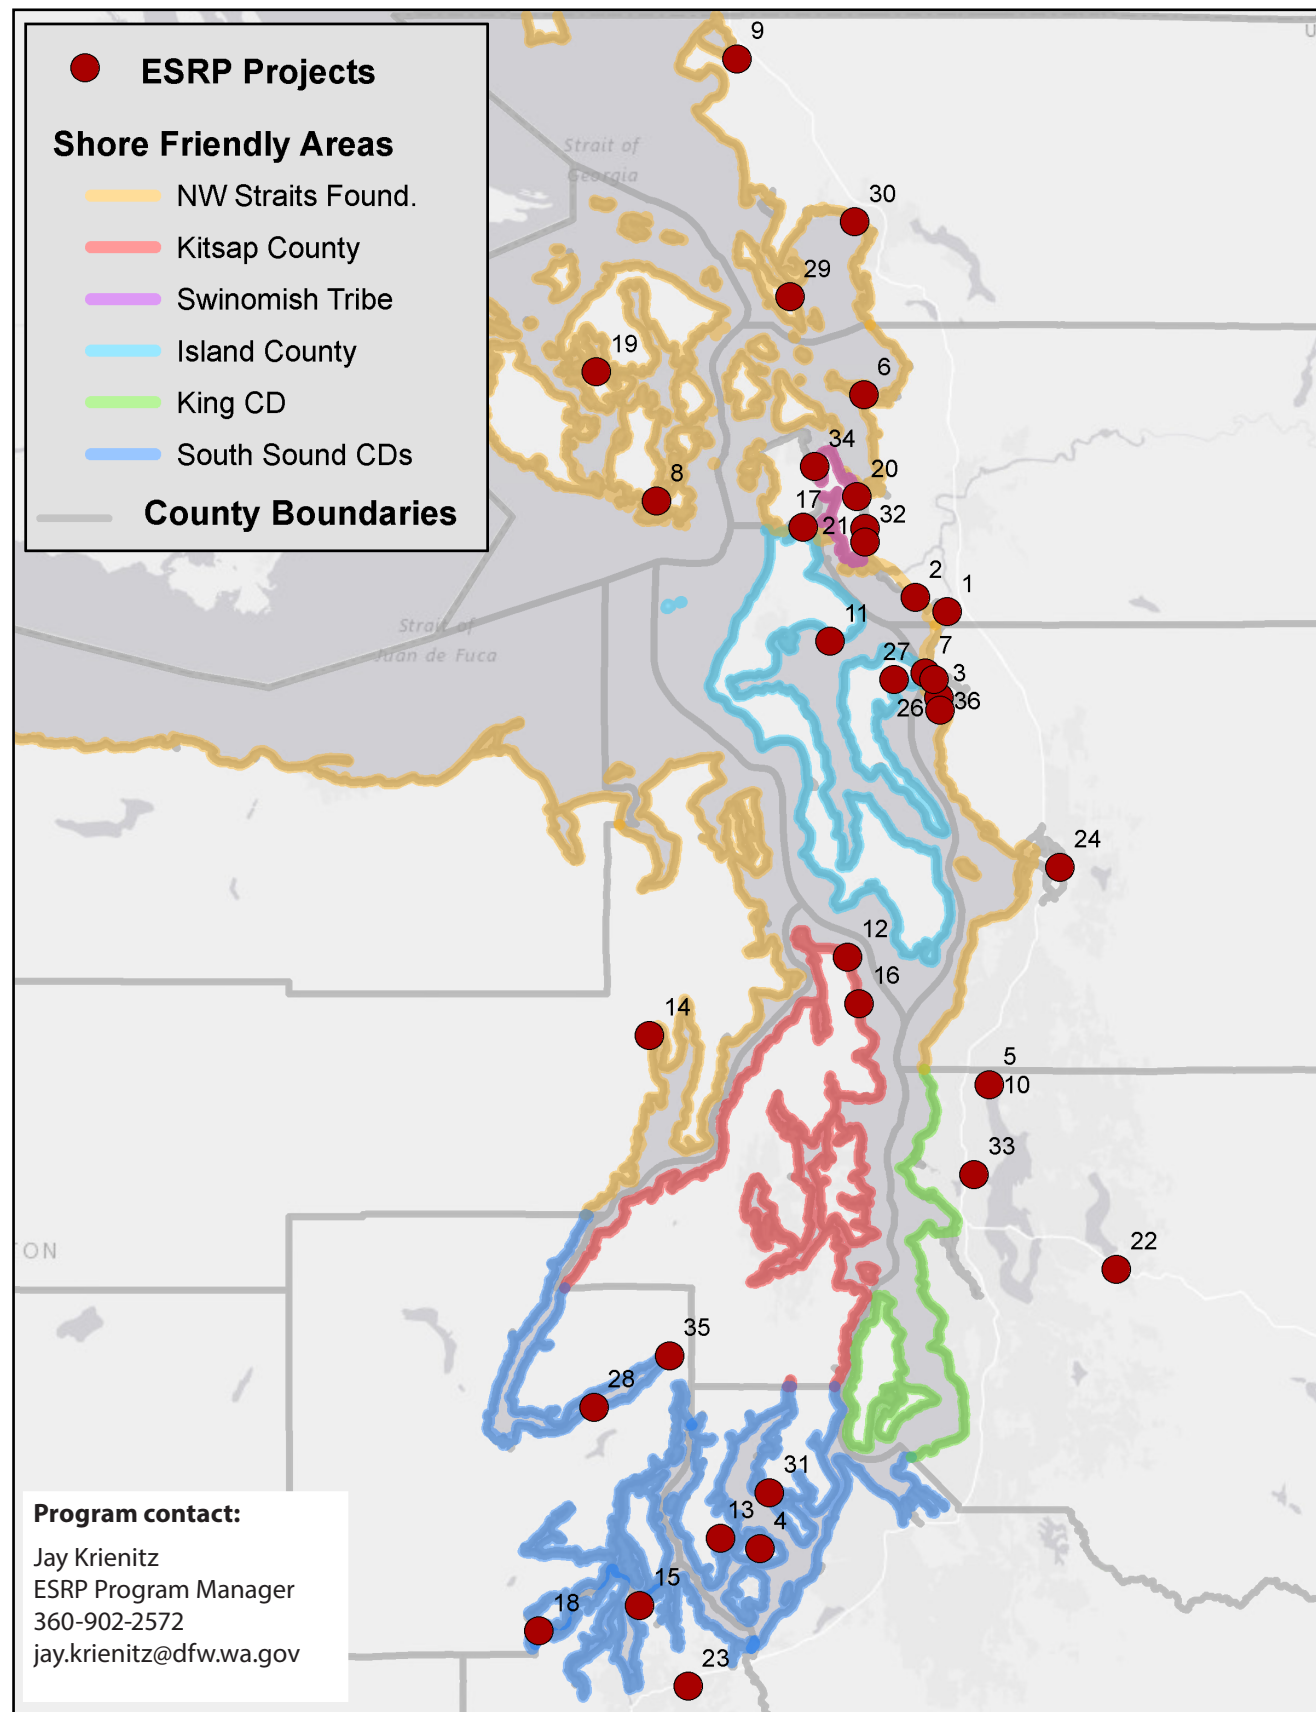 ESRP Projects
Shore Friendly Areas
NW Straits Found.
Kitsap County
Swinomish Tribe
Island County
King CD
South Sound CDs
County Boundaries
U
Strait of
Georgia
Strait of
Juan de Fuca
TON
9
30
29
19
6
34
8
20
17
21
32
2
1
11
7
27
3
26
36
24
12
16
14
5
10
33
22
35
28
31
13
4
15
18
23
Program contact:
Jay Krienitz
ESRP Program Manager
360-902-2572
jay.krienitz@dfw.wa.gov